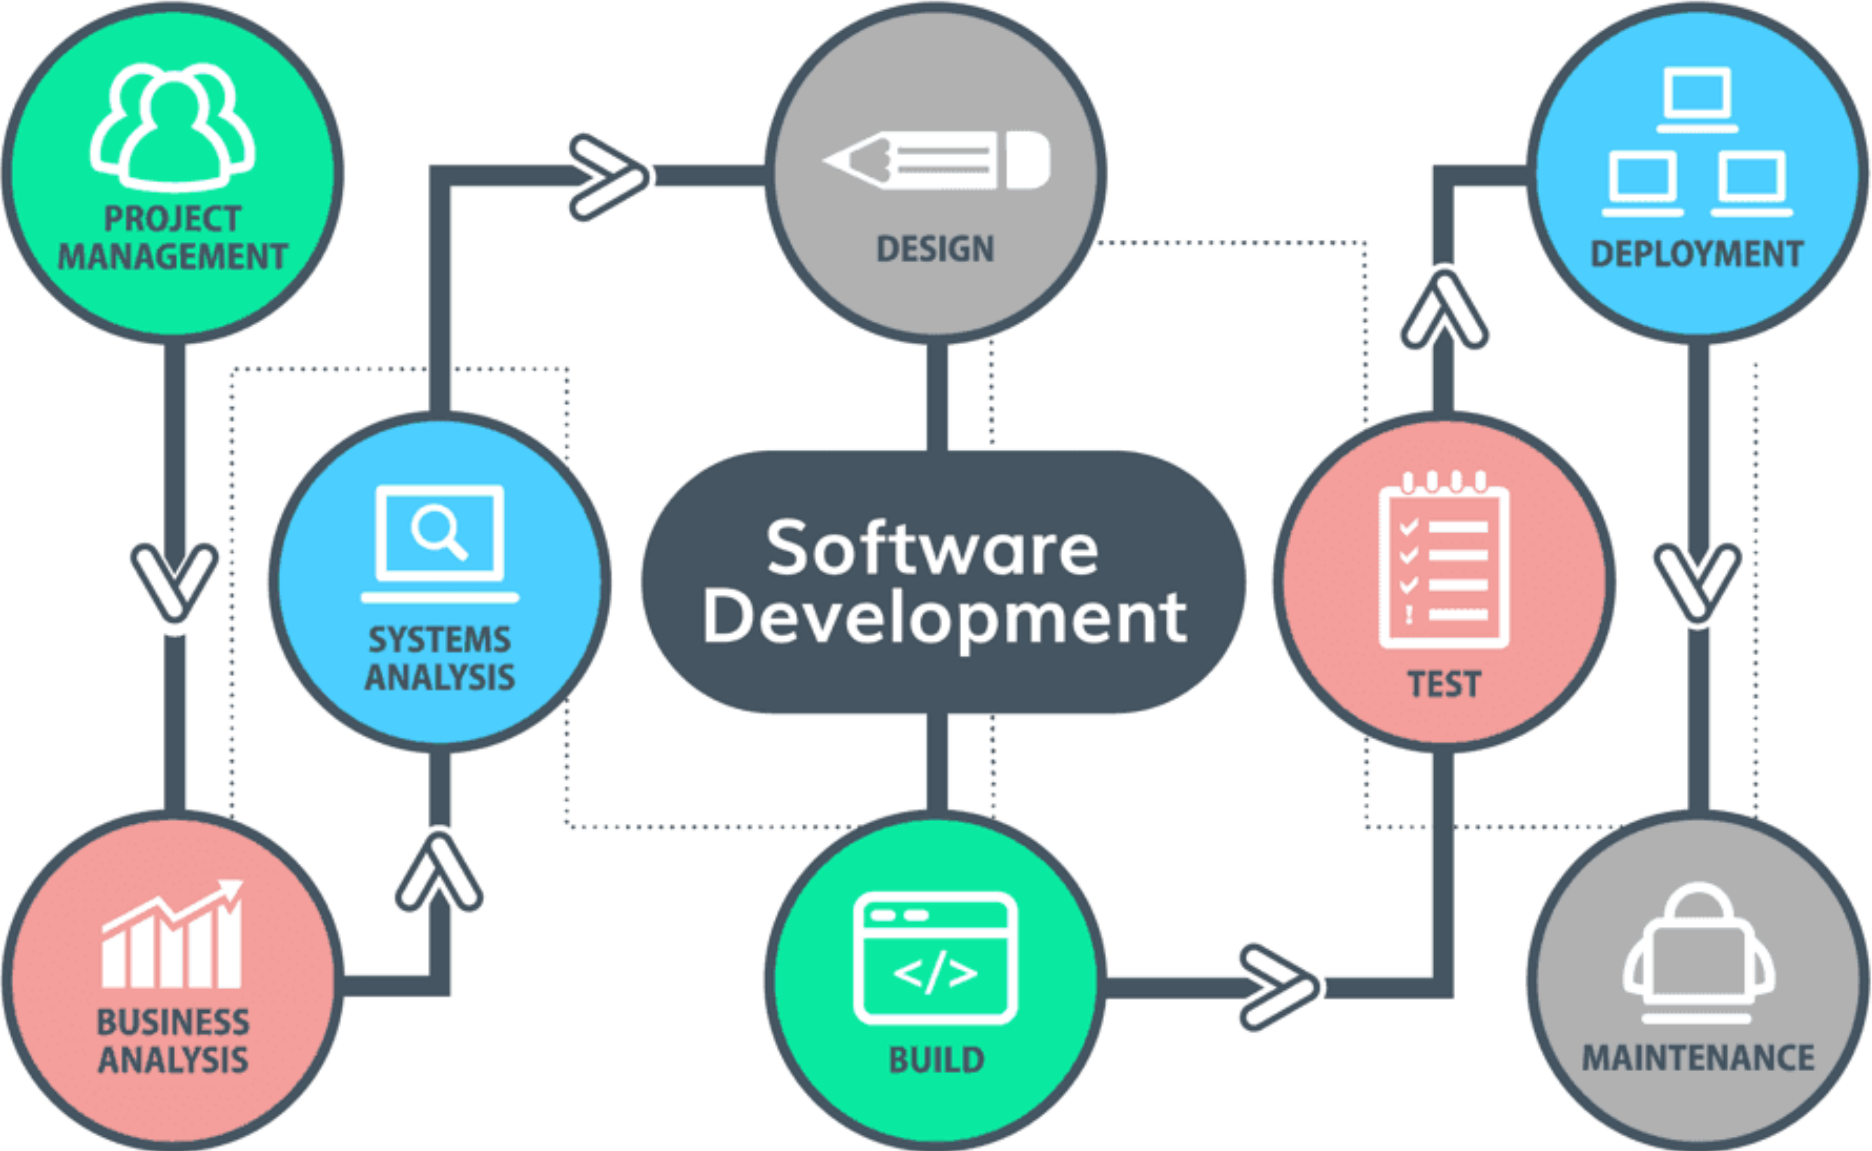 PROJECT
MANAGEMENT
BUSINESS
ANALYSIS
SYSTEMS
ANALYSIS
DESIGN
Software
Development
</>
BUILD
TEST
DEPLOYMENT
MAINTENANCE